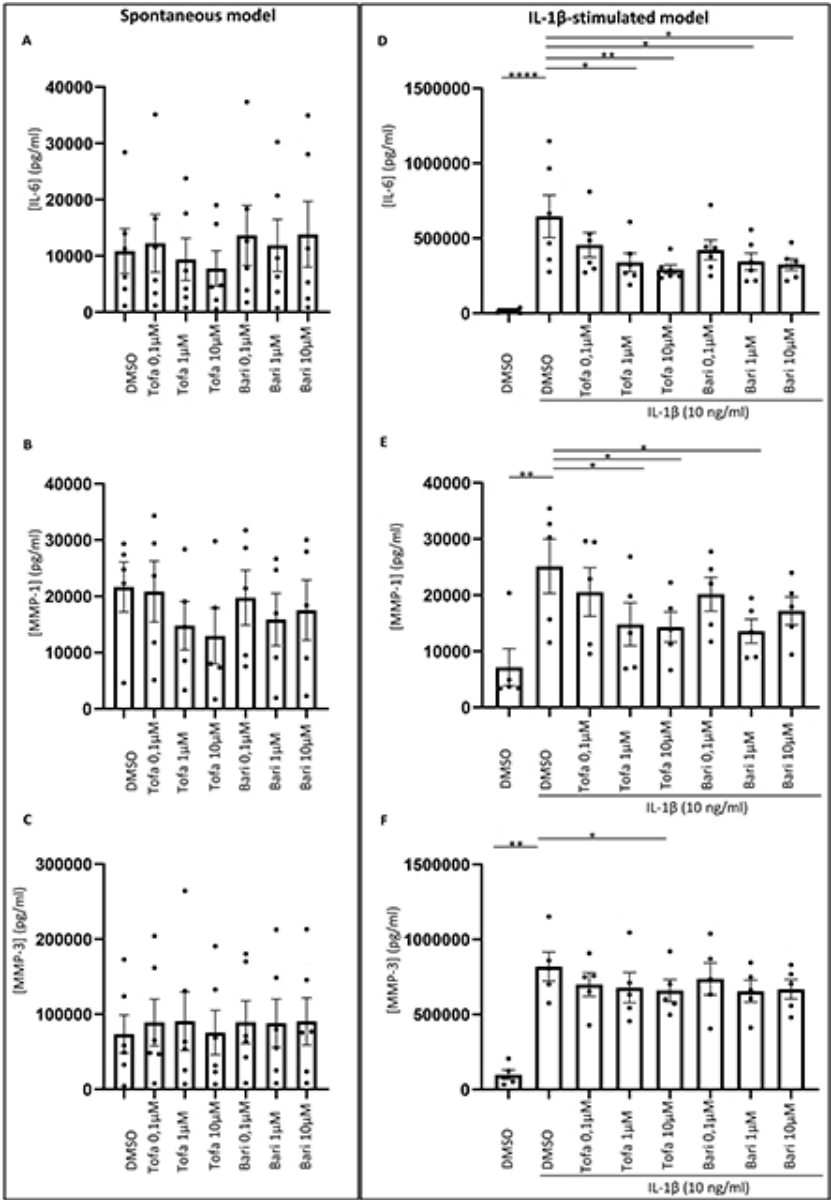 Spontaneous model
A
[IL-6] (pg/ml)
40000
30000
20000
10000
0
DMSO
Tofa 0,1µM
Tofa 1µM
Tofa 10µM
Bari 0,1µM
Bari 1µM
Bari 10µM
B
[MMP-1] (pg/ml)
40000
30000
20000
10000
0
DMSO
Tofa 0,1µM
Tofa 1µM
Tofa 10µM
Bari 0,1µM
Bari 1µM
Bari 10µM
C
[MMP-3] (pg/ml)
300000
200000
100000
0
DMSO
Tofa 0,1µM
Tofa 1µM
Tofa 10µM
Bari 0,1µM
Bari 1µM
Bari 10µM
IL-1β-stimulated model
D
*
*
**
*
****
[IL-6] (pg/ml)
1500000
1000000
500000
0
DMSO
DMSO
Tofa 0,1µM
Tofa 1µM
Tofa 10µM
Bari 0,1µM
Bari 1µM
Bari 10µM
IL-1β (10 ng/ml)
E
*
*
*
**
[MMP-1] (pg/ml)
40000
30000
20000
10000
0
DMSO
DMSO
Tofa 0,1µM
Tofa 1µM
Tofa 10µM
Bari 0,1µM
Bari 1µM
Bari 10µM
IL-1β (10 ng/ml)
F
*
**
[MMP-3] (pg/ml)
1500000
1000000
500000
0
DMSO
DMSO
Tofa 0,1µM
Tofa 1µM
Tofa 10µM
Bari 0,1µM
Bari 1µM
Bari 10µM
IL-1β (10 ng/ml)